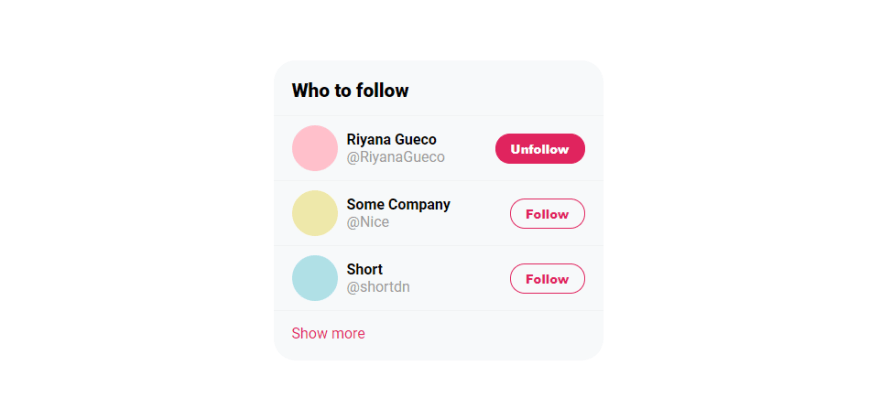 Who to follow
Riyana Gueco
@RiyanaGueco
Unfollow
Some Company
@Nice
Follow
Short
@shortdn
Follow
Show more